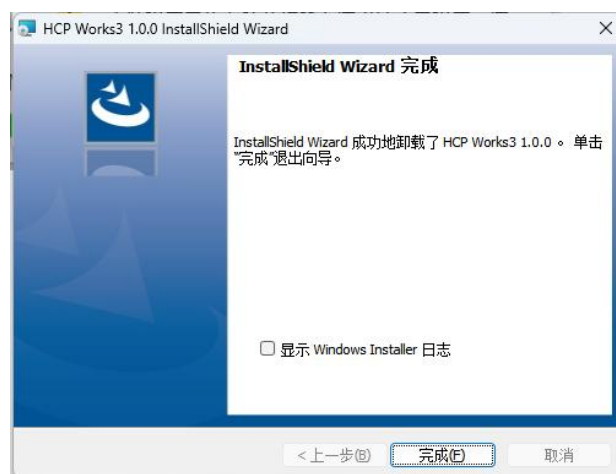 HCP Works3 1.0.0 InstallShield Wizard
InstallShield Wizard 完成
InstallShield Wizard 成功地卸载了 HCP Works3 1.0.0 。 单击
“完成”退出向导。
显示 Windows Installer 日志
< 上一步(B)
完成(F)
取消